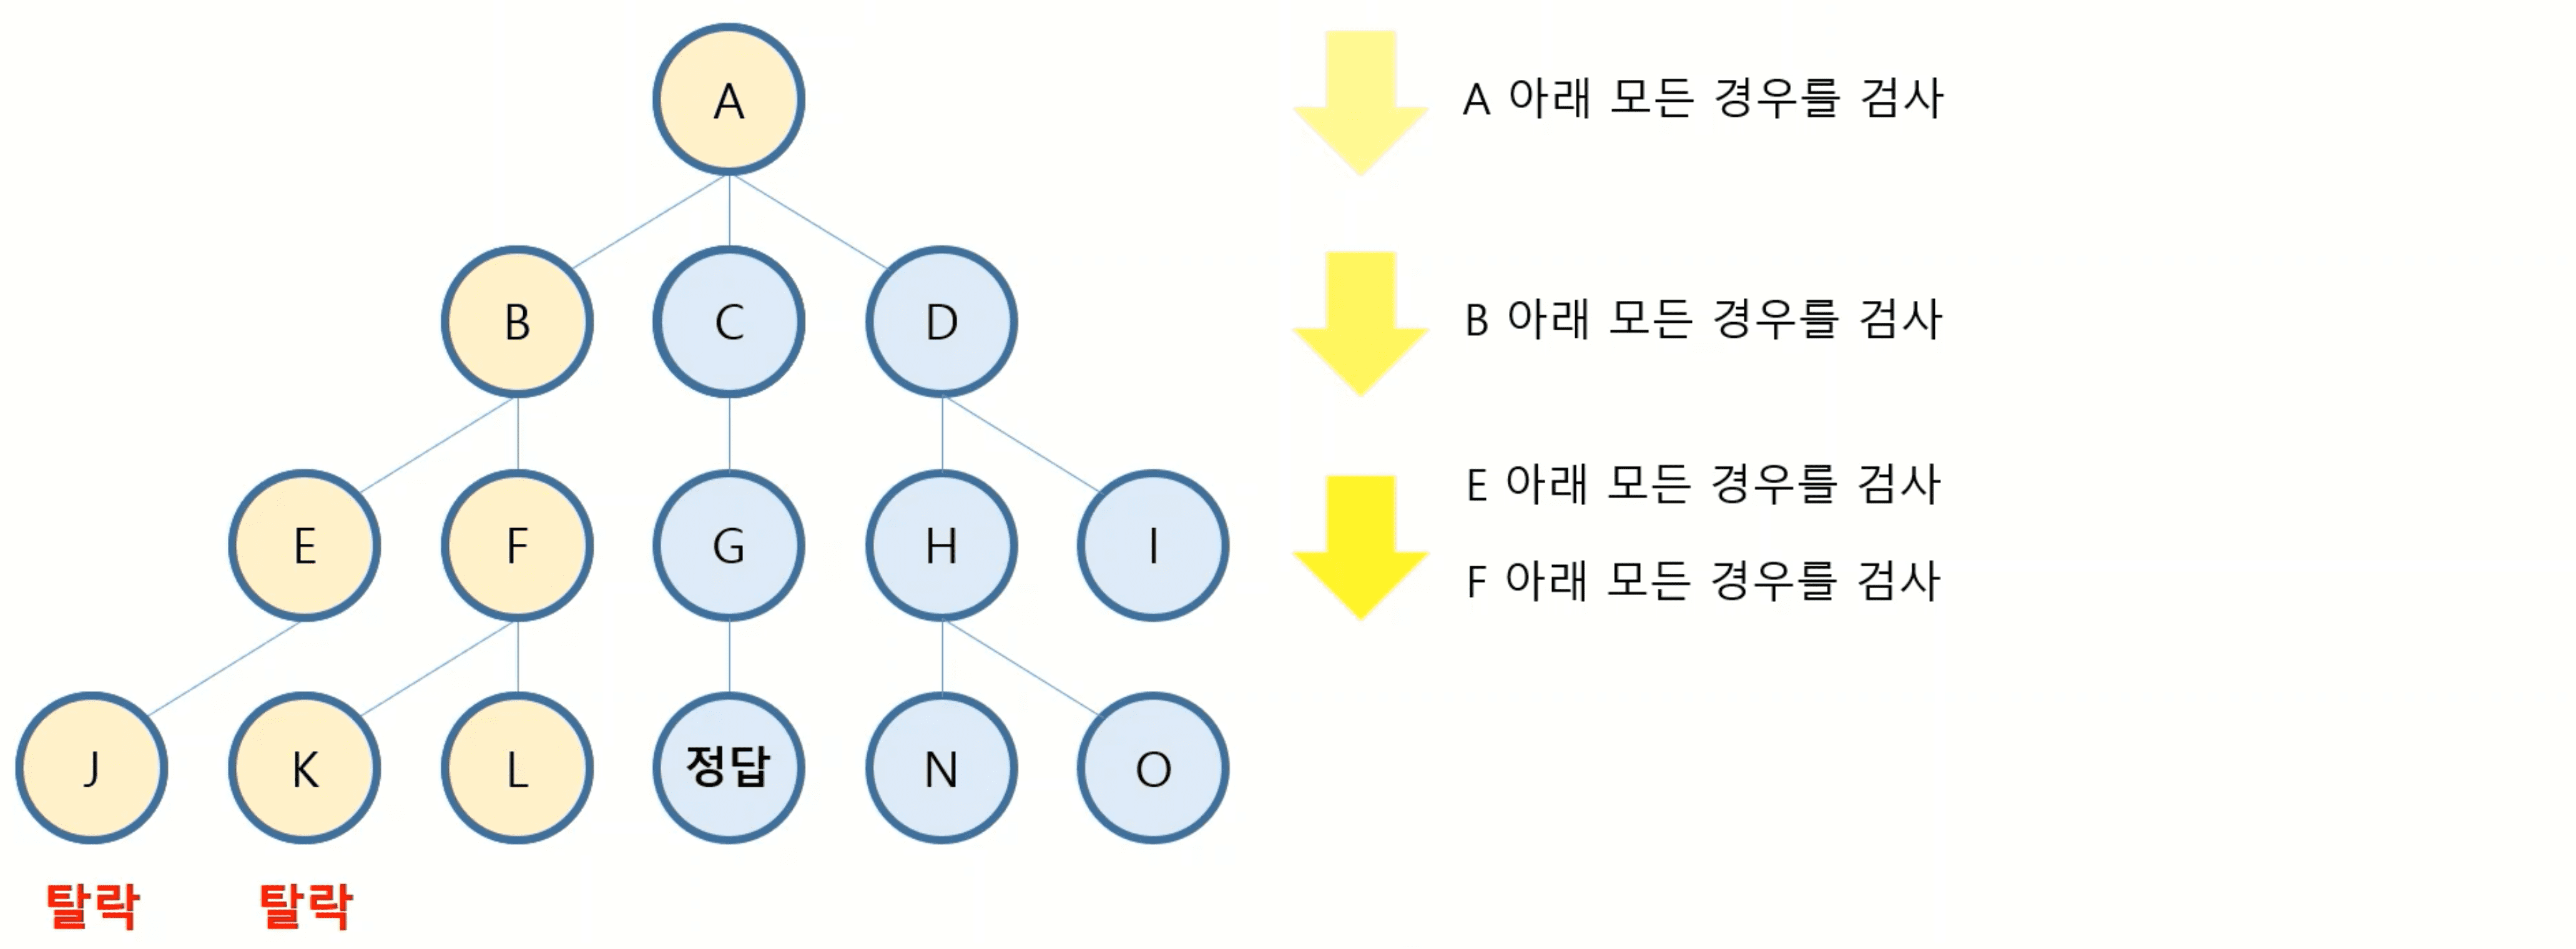 A
A 아래 모든 경우를 검사
B
C
D
B 아래 모든 경우를 검사
E
F
G
H
I
E 아래 모든 경우를 검사
F 아래 모든 경우를 검사
J
K
L
정답
N
O
탈락
탈락